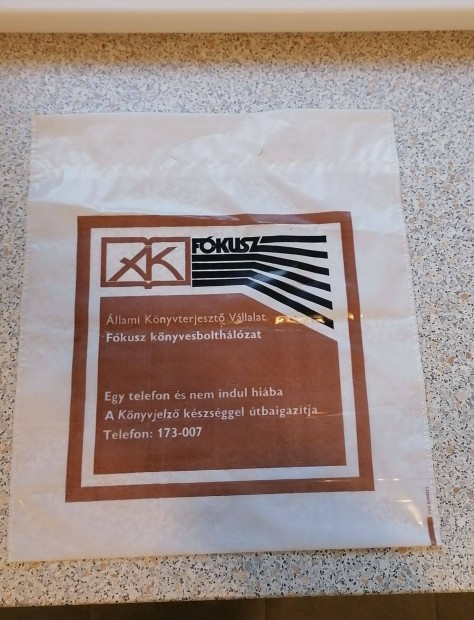 ÁK
FÓKUSZ
Állami Könyvterjesztő Vállalat
Fókusz könyvesbolthálózat
Egy telefon és nem indul hiába
A Könyvjelző készséggel útbaigazítja
Telefon: 173-007